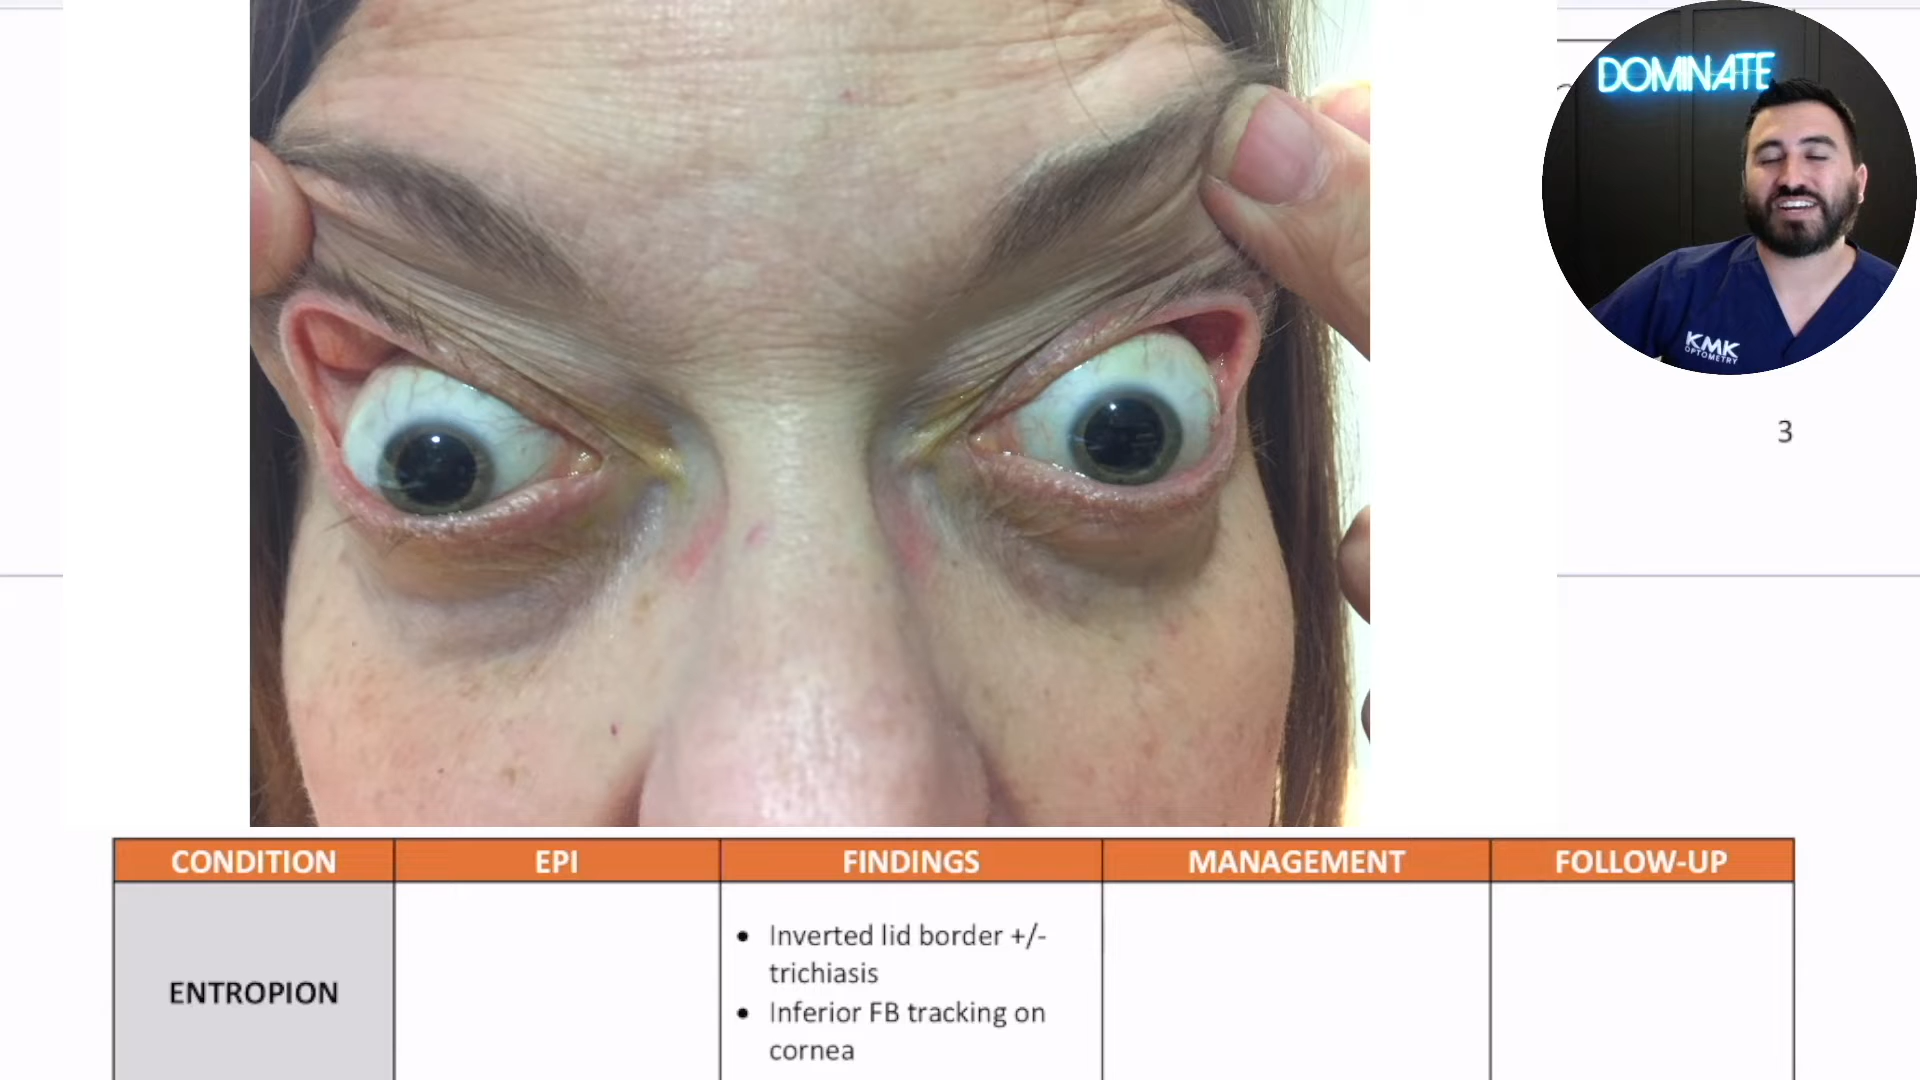 DOMINATE
KMK
OPTOMETRY
3
CONDITION EPI FINDINGS MANAGEMENT FOLLOW-UP
ENTROPION
• Inverted lid border +/-
trichiasis
• Inferior FB tracking on
cornea